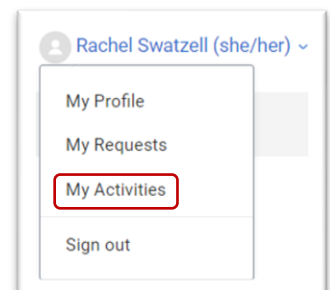 Rachel Swatzell (she/her)
My Profile
My Requests
My Activities
Sign out